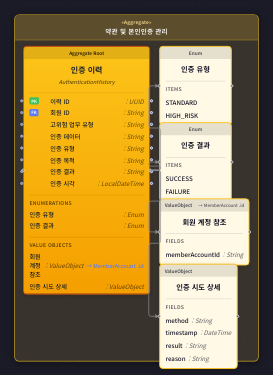 «Aggregate»
약관 및 본인인증 관리
Aggregate Root
인증 이력
AuthenticationHistory
PK 이력 ID : UUID
FK 회원 ID : String
고위험 업무 유형 : String
인증 데이터 : String
인증 유형 : String
인증 목적 : String
인증 결과 : String
인증 시각 : LocalDateTime
ENUMERATIONS
인증 유형 : Enum
인증 결과 : Enum
VALUE OBJECTS
회원 계정 참조 : ValueObject → MemberAccount .id
인증 시도 상세 : ValueObject
Enum
인증 유형
ITEMS
STANDARD
HIGH_RISK
Enum
인증 결과
ITEMS
SUCCESS
FAILURE
ValueObject → MemberAccount .id
회원 계정 참조
FIELDS
memberAccountId : String
ValueObject
인증 시도 상세
FIELDS
method : String
timestamp : DateTime
result : String
reason : String